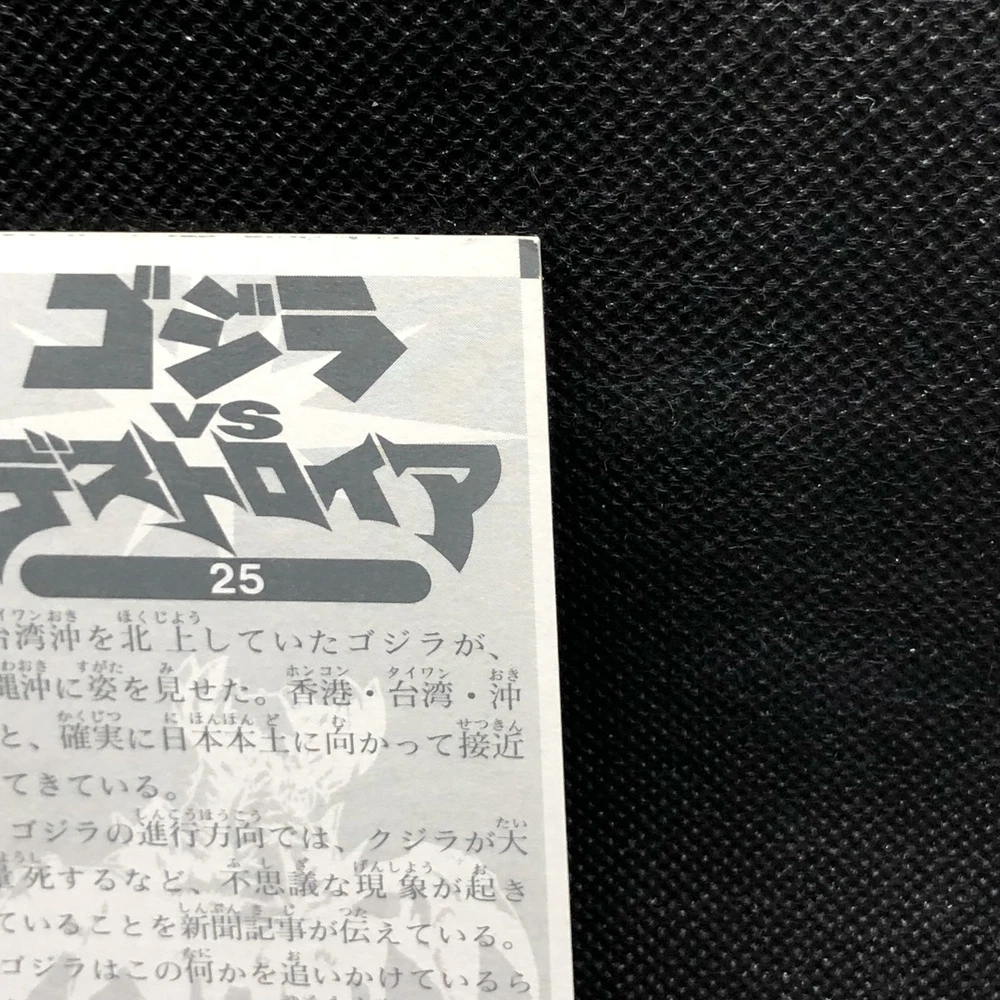 ゴジラ
VS
デストロイア
25
台湾沖を北上していたゴジラが、
縄沖に姿を見せた。香港・台湾・沖
と、確実に日本本土に向かって接近
てきている。
ゴジラの進行方向では、クジラが大
死するなど、不思議な現象が起き
ていることを新聞記事が伝えている。
ゴジラはこの何かを追いかけているら